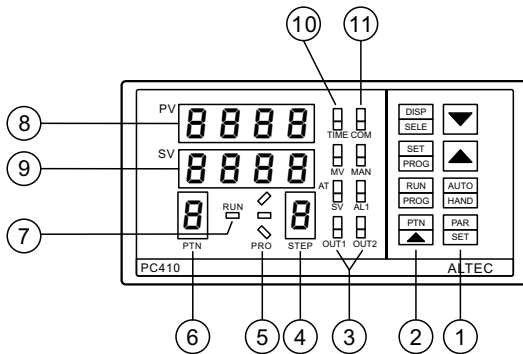 10 11
PV 8888
8
TIME COM
DISP
SELE
SV 8888
9
MV MAN
SET
PROG
AT
SV AL1
RUN
PROG
AUTO
HAND
8 RUN 8
7
PTN PRO STEP
OUT1 OUT2
PTN
PAR
SET
PC410 ALTEC
6 5 4 3 2 1